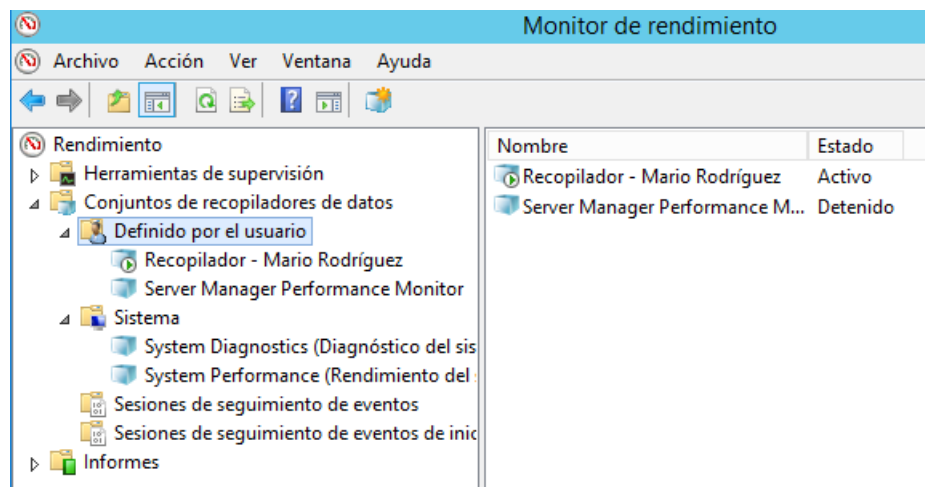 Monitor de rendimiento
Archivo Acción Ver Ventana Ayuda
Rendimiento
Herramientas de supervisión
Conjuntos de recopiladores de datos
Definido por el usuario
Recopilador - Mario Rodríguez
Server Manager Performance Monitor
Sistema
System Diagnostics (Diagnóstico del sis
System Performance (Rendimiento del
Sesiones de seguimiento de eventos
Sesiones de seguimiento de eventos de inic
Informes
Nombre Estado
Recopilador - Mario Rodríguez Activo
Server Manager Performance M... Detenido